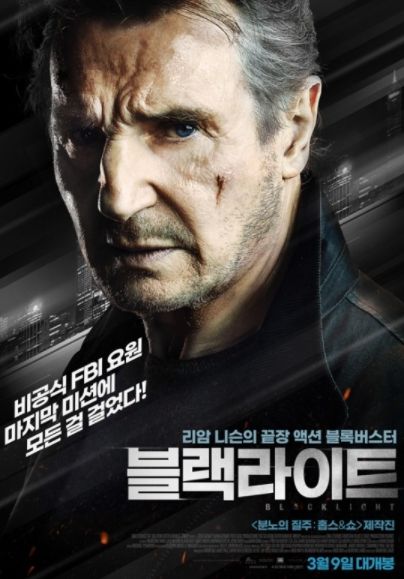 비공식 FBI 요원
마지막 미션에
모든 걸 걸었다!
리암 니슨의 끝장 액션 블록버스터
블랙라이트
BLACKLIGHT
<분노의 질주: 홉스&쇼> 제작진
3월 9일 대개봉